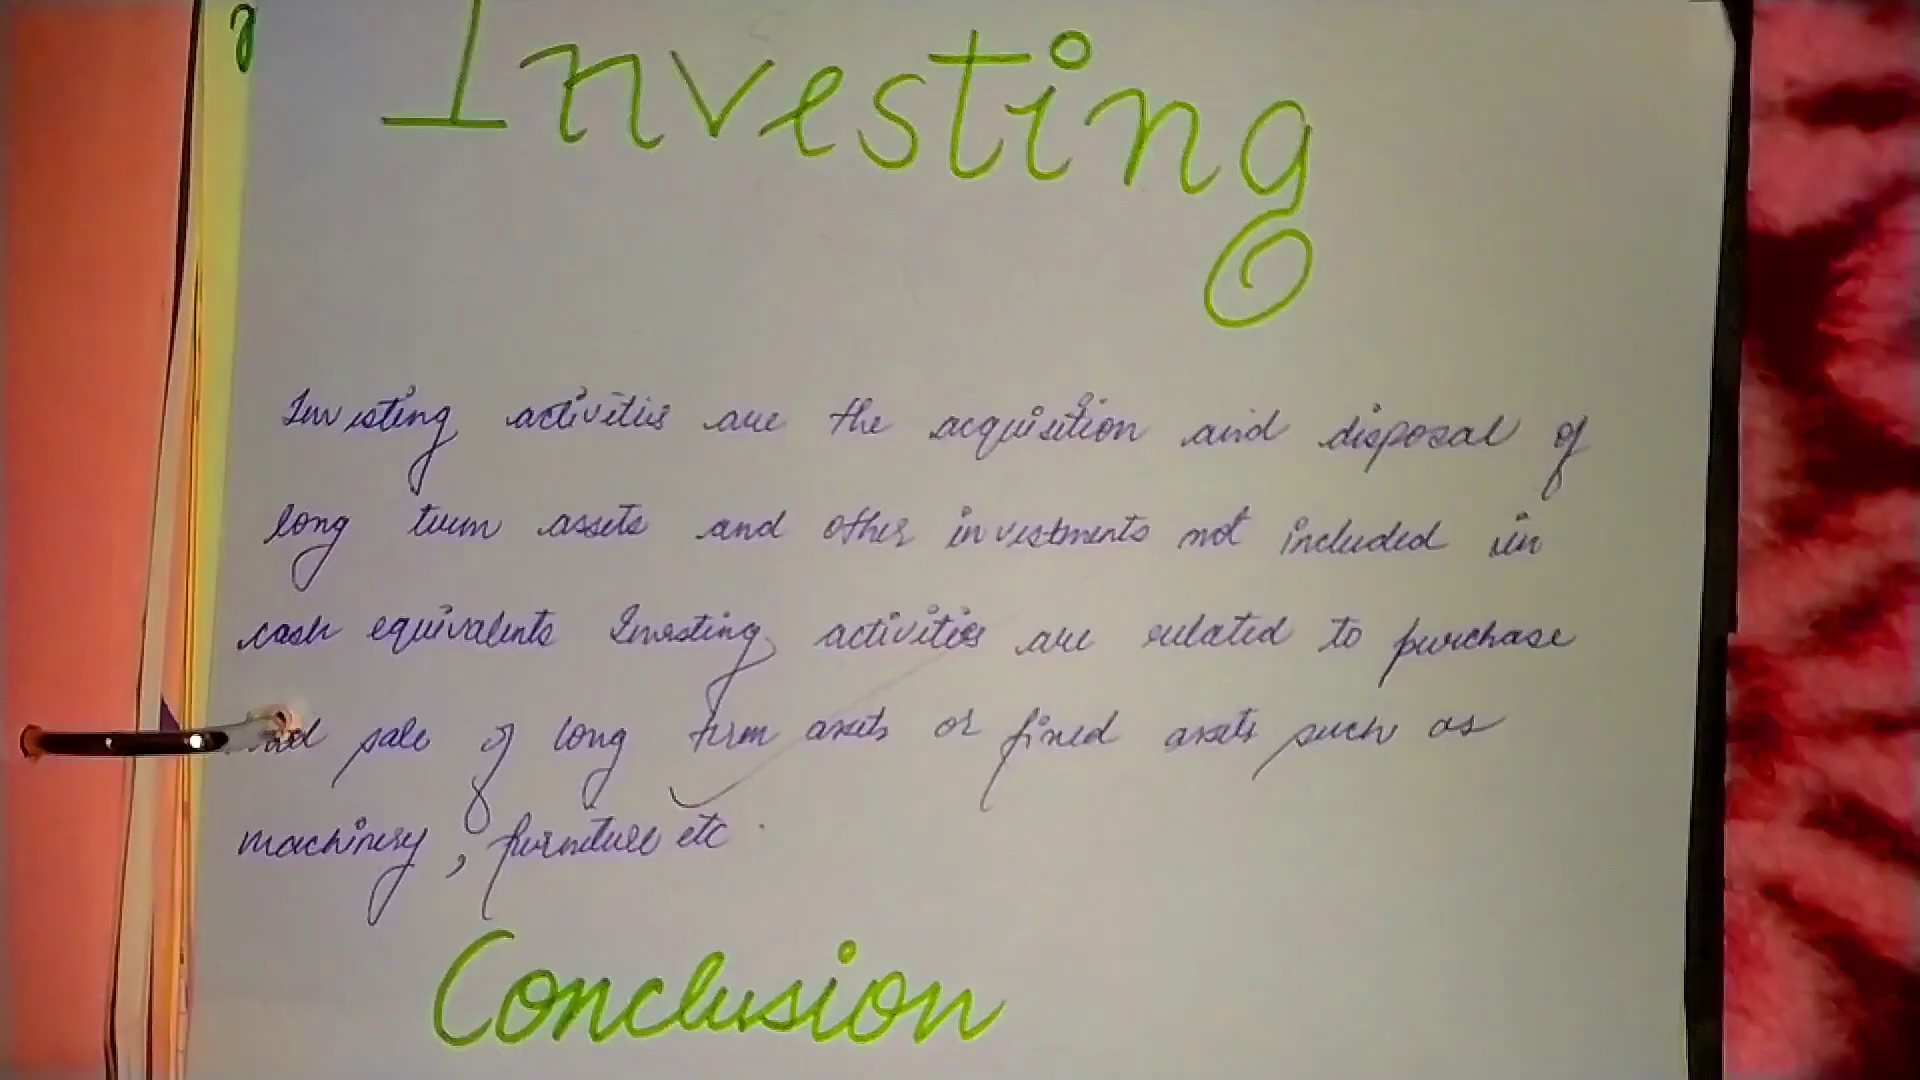 Investing
Investing activities are the acquisition and disposal of
long term assets and other investments not included in
cash equivalents Investing activities are related to purchase
and sale of long term assets or fixed assets such as
machinery, furniture etc.
Conclusion